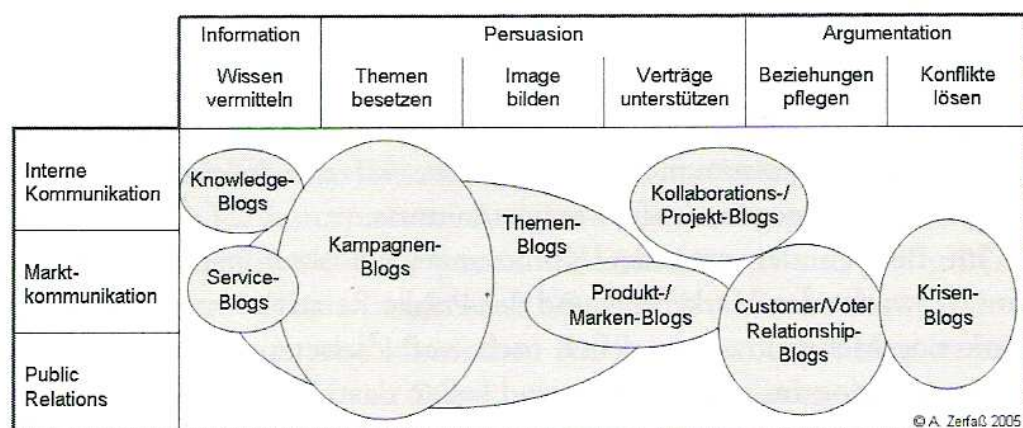 Information
Persuasion
Argumentation
Wissen
vermitteln
Themen
besetzen
Image
bilden
Verträge
unterstützen
Beziehungen
pflegen
Konflikte
lösen
Interne
Kommunikation
Markt-
kommunikation
Public
Relations
Knowledge-
Blogs
Service-
Blogs
Kampagnen-
Blogs
Themen-
Blogs
Kollaborations-/
Projekt-Blogs
Produkt-/
Marken-Blogs
Customer/Voter
Relationship-
Blogs
Krisen-
Blogs
© A. Zerfaß 2005